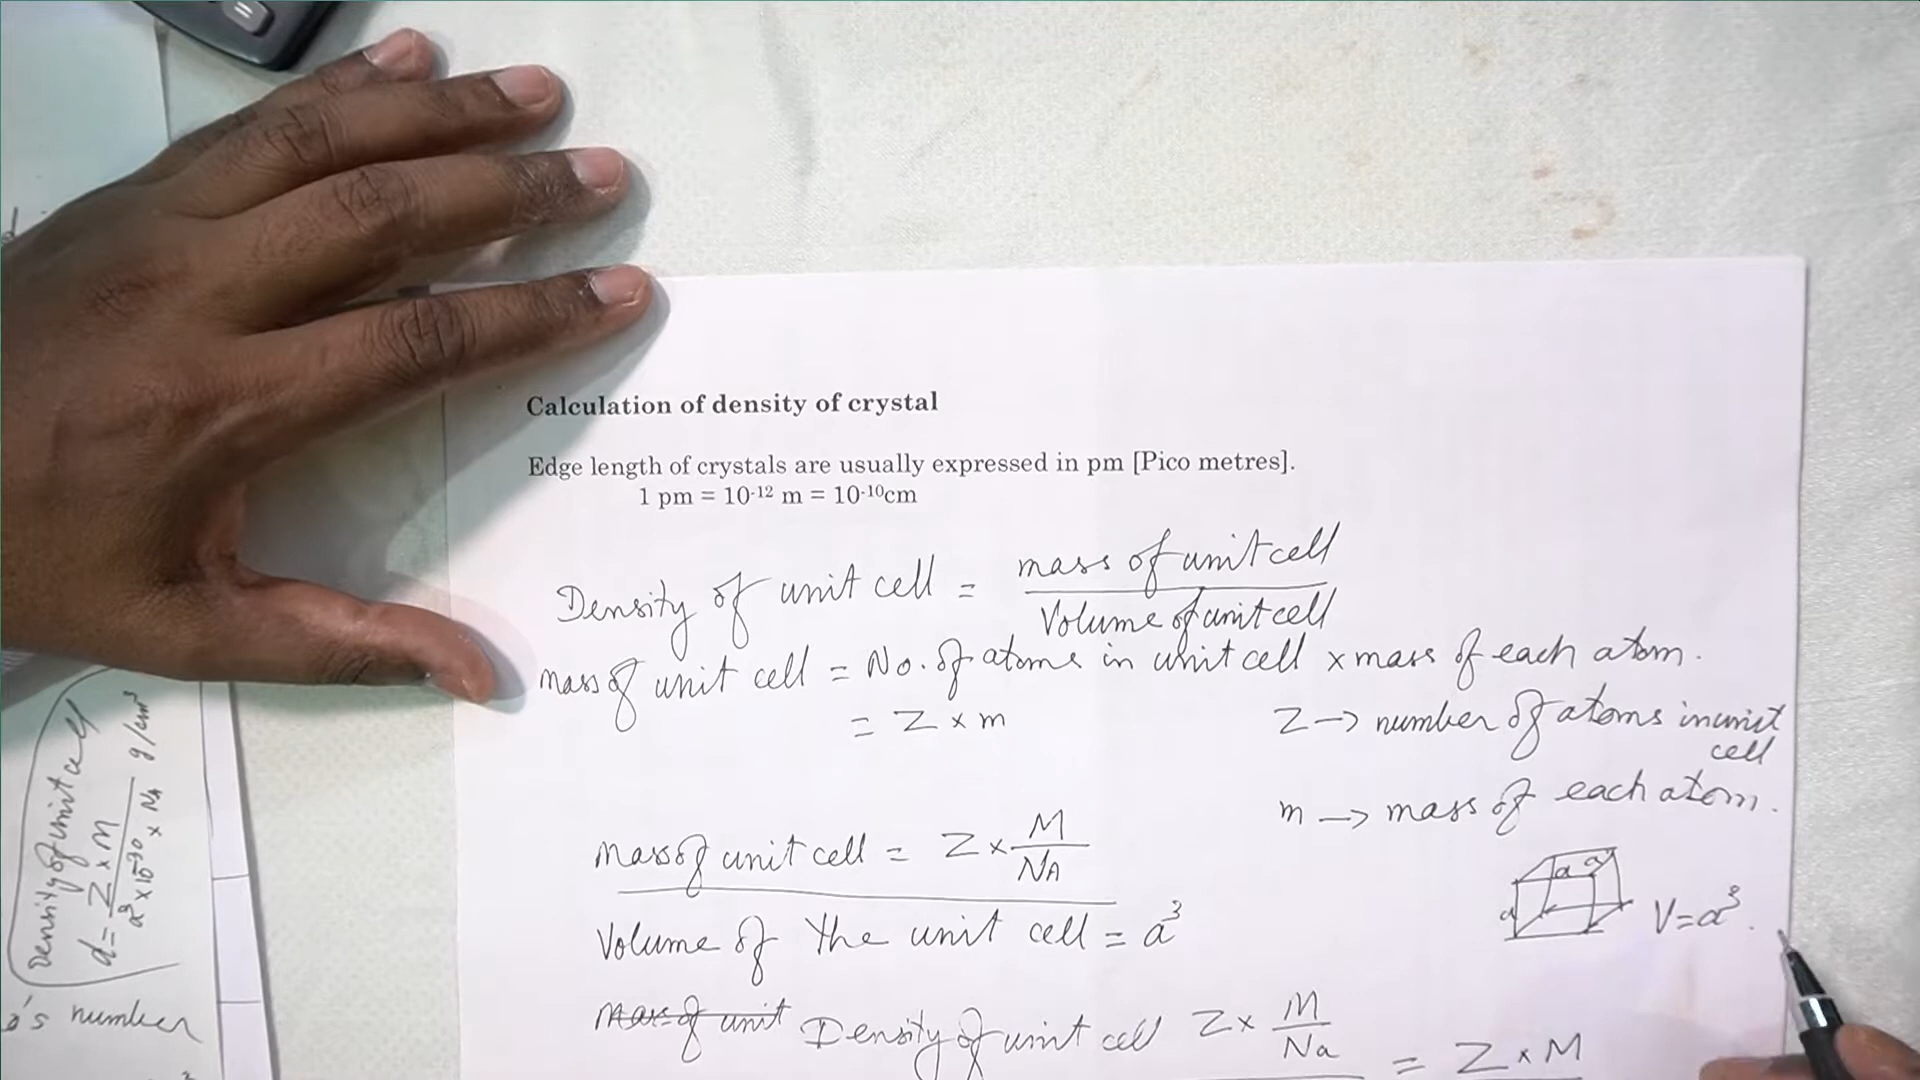 Calculation of density of crystal
Edge length of crystals are usually expressed in pm [Pico metres].
1 pm = 10⁻¹² m = 10⁻¹⁰cm
Density of unit cell = mass of unit cell / Volume of unit cell
mass of unit cell = No. of atoms in unit cell × mass of each atom.
= Z × m
Z → number of atoms in unit cell
m → mass of each atom.
mass of unit cell = Z × M / NA
a a
a V = a³.
Volume of the unit cell = a³
Mass of unit Density of unit cell Z × M / Na = Z × M
Density of unit cell
d = Z × M / a³ × 10⁻³⁰ × NA g/cm³
o's number